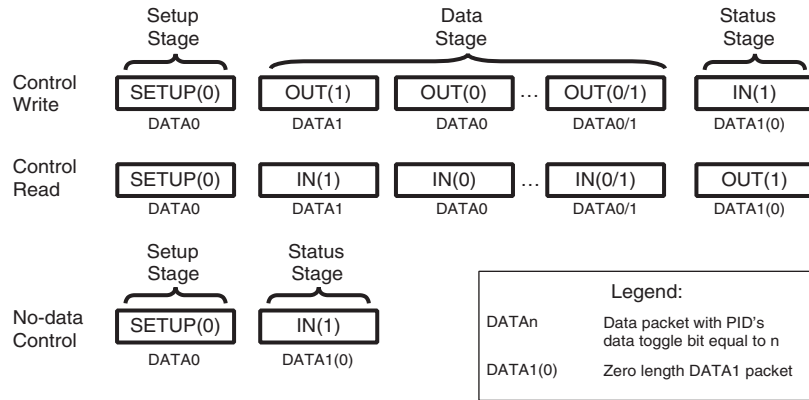 Setup Stage
Data Stage
Status Stage
Control Write
SETUP(0) OUT(1) OUT(0) ... OUT(0/1) IN(1)
DATA0 DATA1 DATA0 DATA0/1 DATA1(0)
Control Read
SETUP(0) IN(1) IN(0) ... IN(0/1) OUT(1)
DATA0 DATA1 DATA0 DATA0/1 DATA1(0)
Setup Stage
Status Stage
No-data Control
SETUP(0) IN(1)
DATA0 DATA1(0)
Legend:
DATAn Data packet with PID's
data toggle bit equal to n
DATA1(0) Zero length DATA1 packet